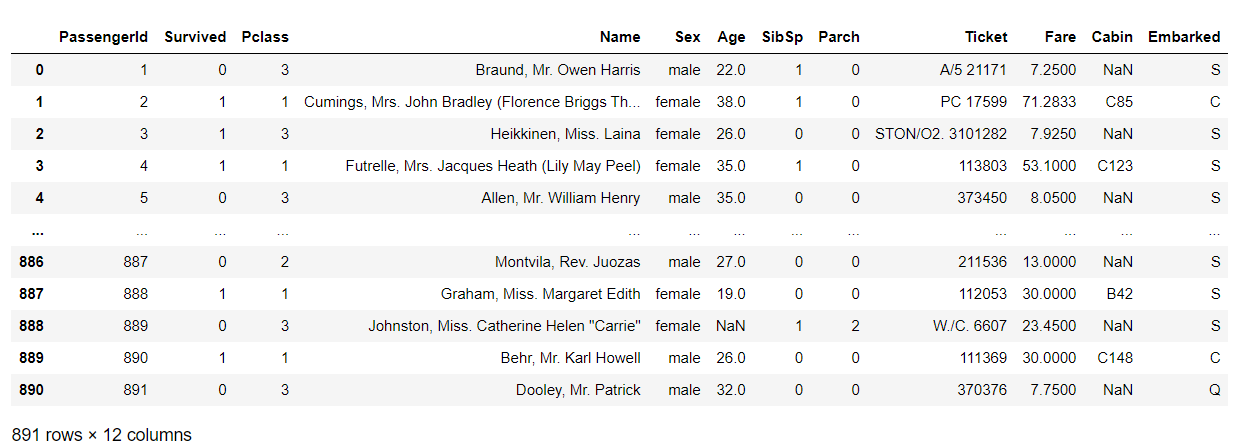 PassengerId Survived Pclass Name Sex Age SibSp Parch Ticket Fare Cabin Embarked
0 1 0 3 Braund, Mr. Owen Harris male 22.0 1 0 A/5 21171 7.2500 NaN S
1 2 1 1 Cumings, Mrs. John Bradley (Florence Briggs Th... female 38.0 1 0 PC 17599 71.2833 C85 C
2 3 1 3 Heikkinen, Miss. Laina female 26.0 0 0 STON/O2. 3101282 7.9250 NaN S
3 4 1 1 Futrelle, Mrs. Jacques Heath (Lily May Peel) female 35.0 1 0 113803 53.1000 C123 S
4 5 0 3 Allen, Mr. William Henry male 35.0 0 0 373450 8.0500 NaN S
... ... ... ... ... ... ... ... ... ... ... ... ...
886 887 0 2 Montvila, Rev. Juozas male 27.0 0 0 211536 13.0000 NaN S
887 888 1 1 Graham, Miss. Margaret Edith female 19.0 0 0 112053 30.0000 B42 S
888 889 0 3 Johnston, Miss. Catherine Helen "Carrie" female NaN 1 2 W./C. 6607 23.4500 NaN S
889 890 1 1 Behr, Mr. Karl Howell male 26.0 0 0 111369 30.0000 C148 C
890 891 0 3 Dooley, Mr. Patrick male 32.0 0 0 370376 7.7500 NaN Q
891 rows × 12 columns